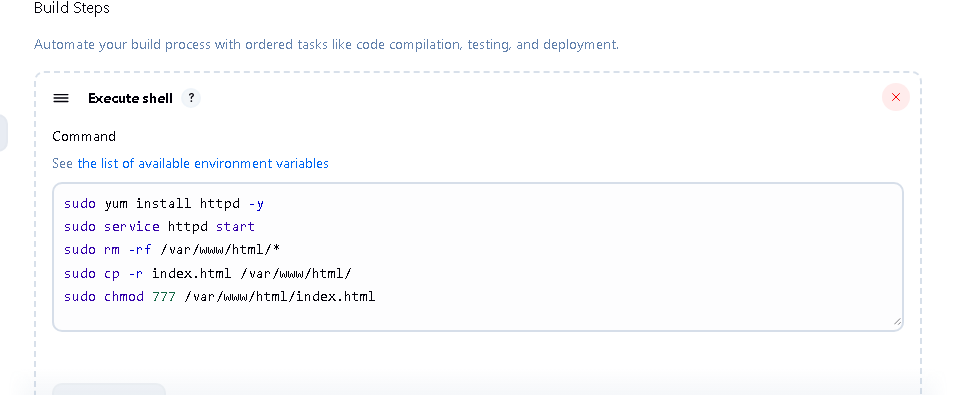 Build Steps
Automate your build process with ordered tasks like code compilation, testing, and deployment.
Execute shell ?
Command
See the list of available environment variables
sudo yum install httpd -y
sudo service httpd start
sudo rm -rf /var/www/html/*
sudo cp -r index.html /var/www/html/
sudo chmod 777 /var/www/html/index.html